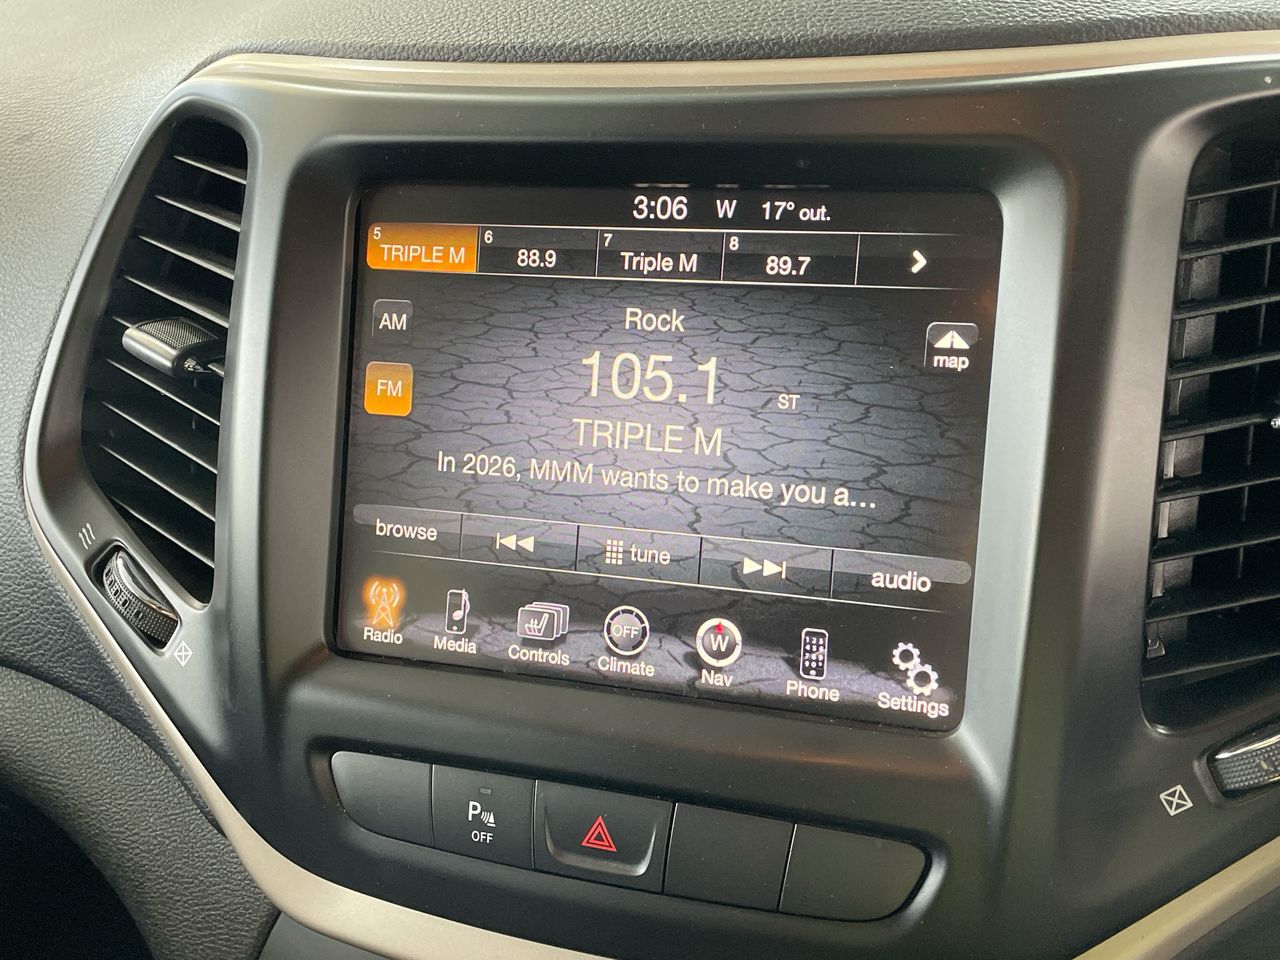 3:06 W 17° out.
5 TRIPLE M 6 88.9 7 Triple M 8 89.7
AM Rock map
FM 105.1 ST
TRIPLE M
In 2026, MMM wants to make you a...
browse tune audio
Radio Media Controls OFF Climate W Nav Phone Settings
P OFF